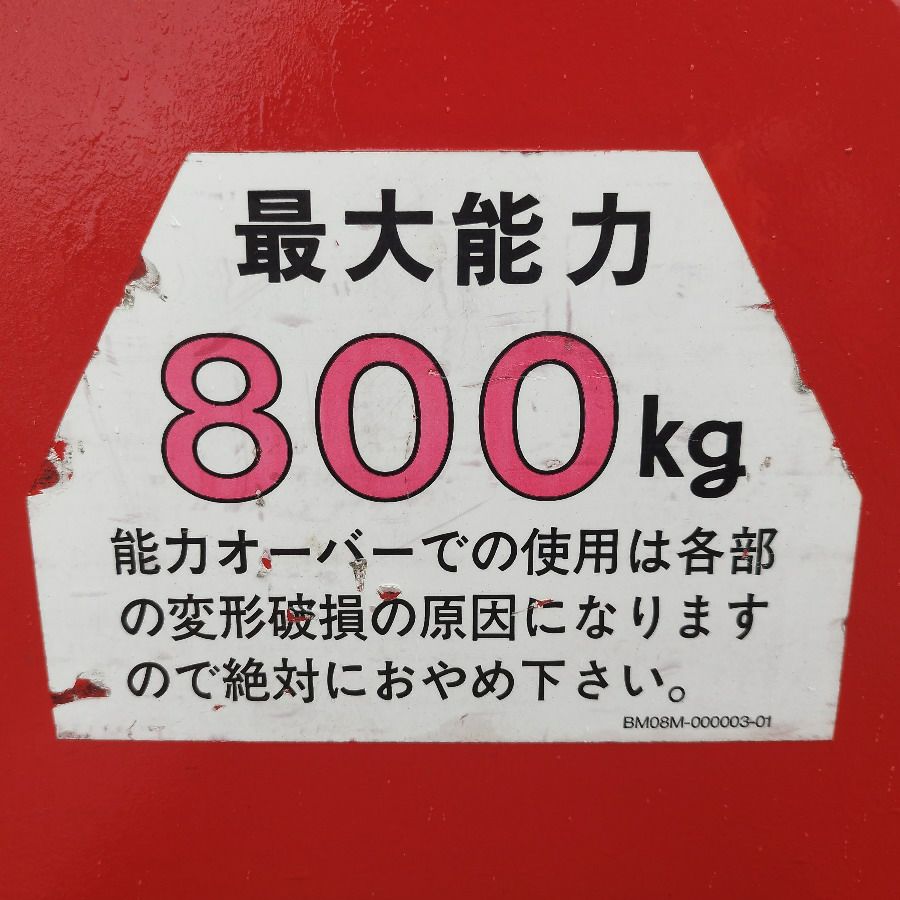 最大能力
800kg
能力オーバーでの使用は各部
の変形破損の原因になります
ので絶対におやめ下さい。
BM08M-000003-01